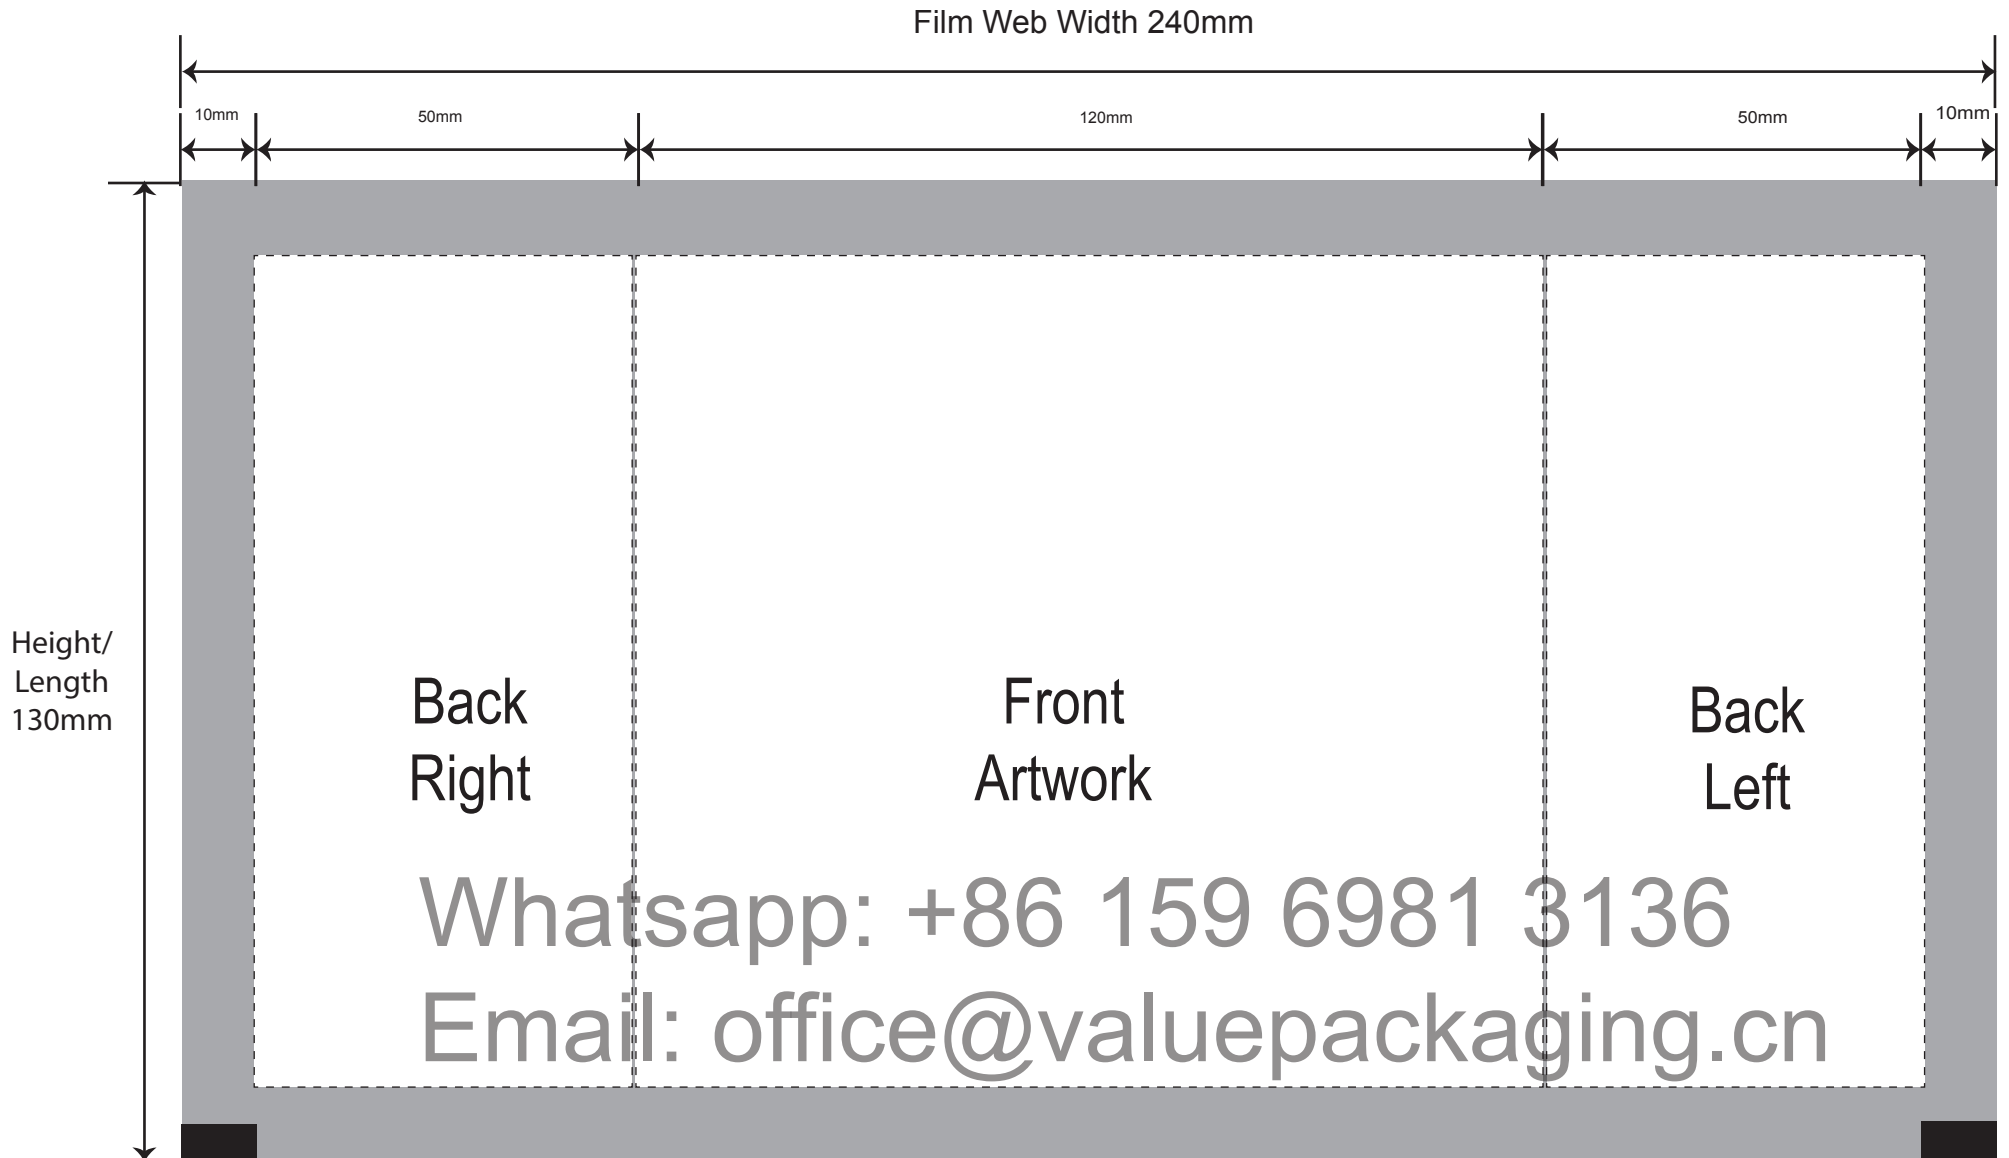 Film Web Width 240mm
10mm
50mm
120mm
50mm
10mm
Height/
Length
130mm
Back
Right
Front
Artwork
Back
Left
Whatsapp: +86 159 6981 3136
Email: office@valuepackaging.cn